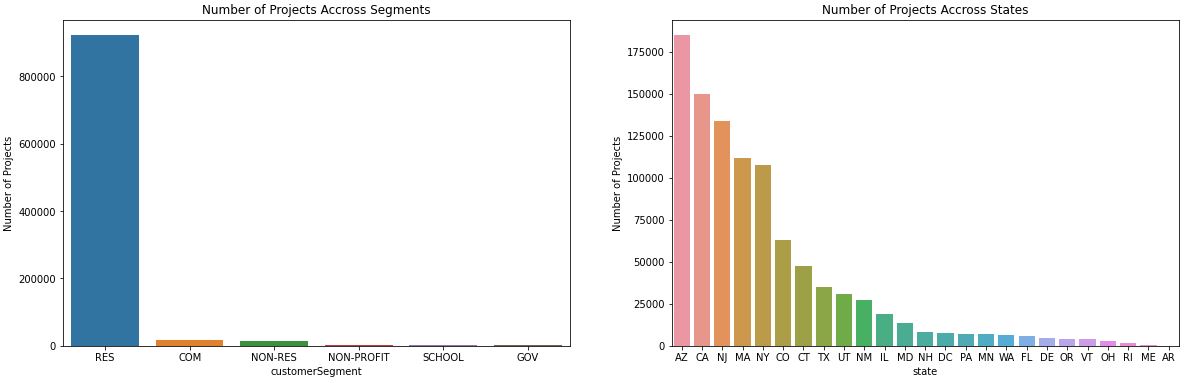 Number of Projects Accross Segments
Number of Projects
800000
600000
400000
200000
0
RES COM NON-RES NON-PROFIT SCHOOL GOV
customerSegment
Number of Projects Accross States
Number of Projects
175000
150000
125000
100000
75000
50000
25000
0
AZ CA NJ MA NY CO CT TX UT NM IL MD NH DC PA MN WA FL DE OR VT OH RI ME AR
state